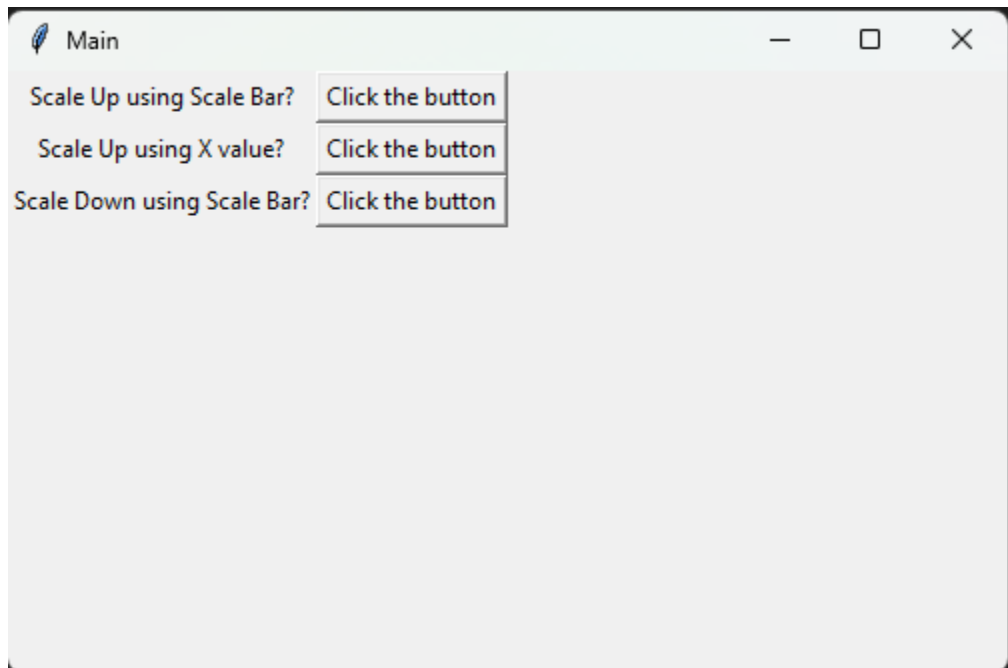 Main
Scale Up using Scale Bar? Click the button
Scale Up using X value? Click the button
Scale Down using Scale Bar? Click the button